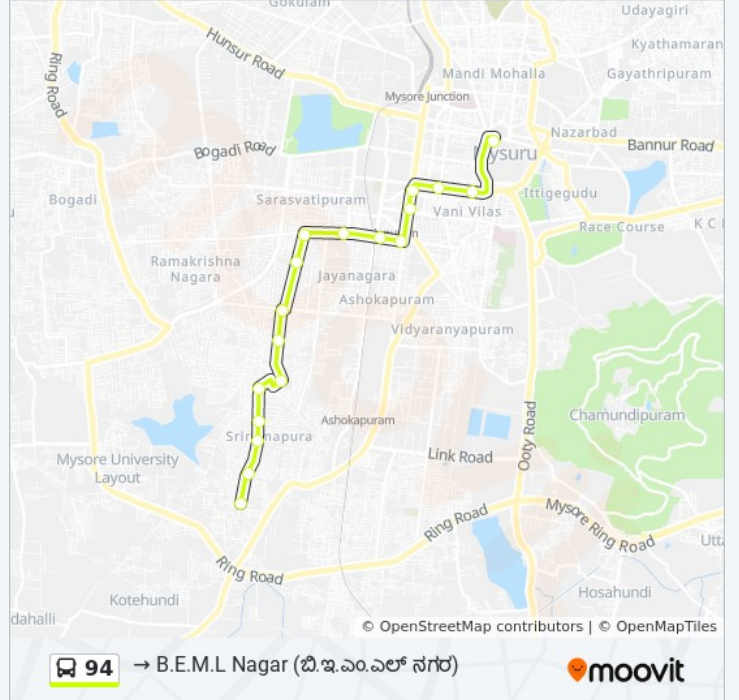 Gokulam
Udayagiri
Hunsur Road
Kyathamaran
Mandi Mohalla
Gayathripuram
Ring Road
Mysore Junction
Nazarbad
Bogadi Road
Mysuru
Bannur Road
Bogadi
Sarasvatipuram
Ittigegudu
Vani Vilas
Race Course
K C
Ramakrishna
Nagara
Jayanagara
Ashokapuram
Vidyaranyapuram
Ashokapuram
Chamundipuram
Ooty Road
Mysore University
Layout
Link Road
Ring Road
Mysore Ring Road
Utta
Ring Road
Kotehundi
Hosahundi
dahalli
© OpenStreetMap contributors | © OpenMapTiles
94 → B.E.M.L Nagar (ಬಿ.ಇ.ಎಂ.ಎಲ್ ನಗರ)
moovit